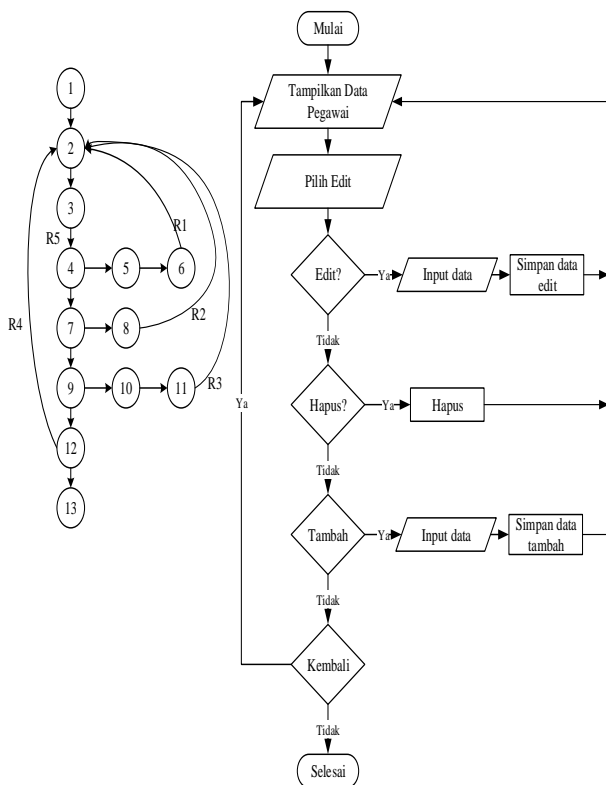 1
2
3
R1
R5
4
5
6
R2
R4
7
8
9
10
11
R3
12
13
Mulai
Tampilkan Data
Pegawai
Pilih Edit
Edit?
Ya
Input data
Simpan data
edit
Tidak
Hapus?
Ya
Hapus
Ya
Tidak
Tambah
Ya
Input data
Simpan data
tambah
Tidak
Kembali
Tidak
Selesai